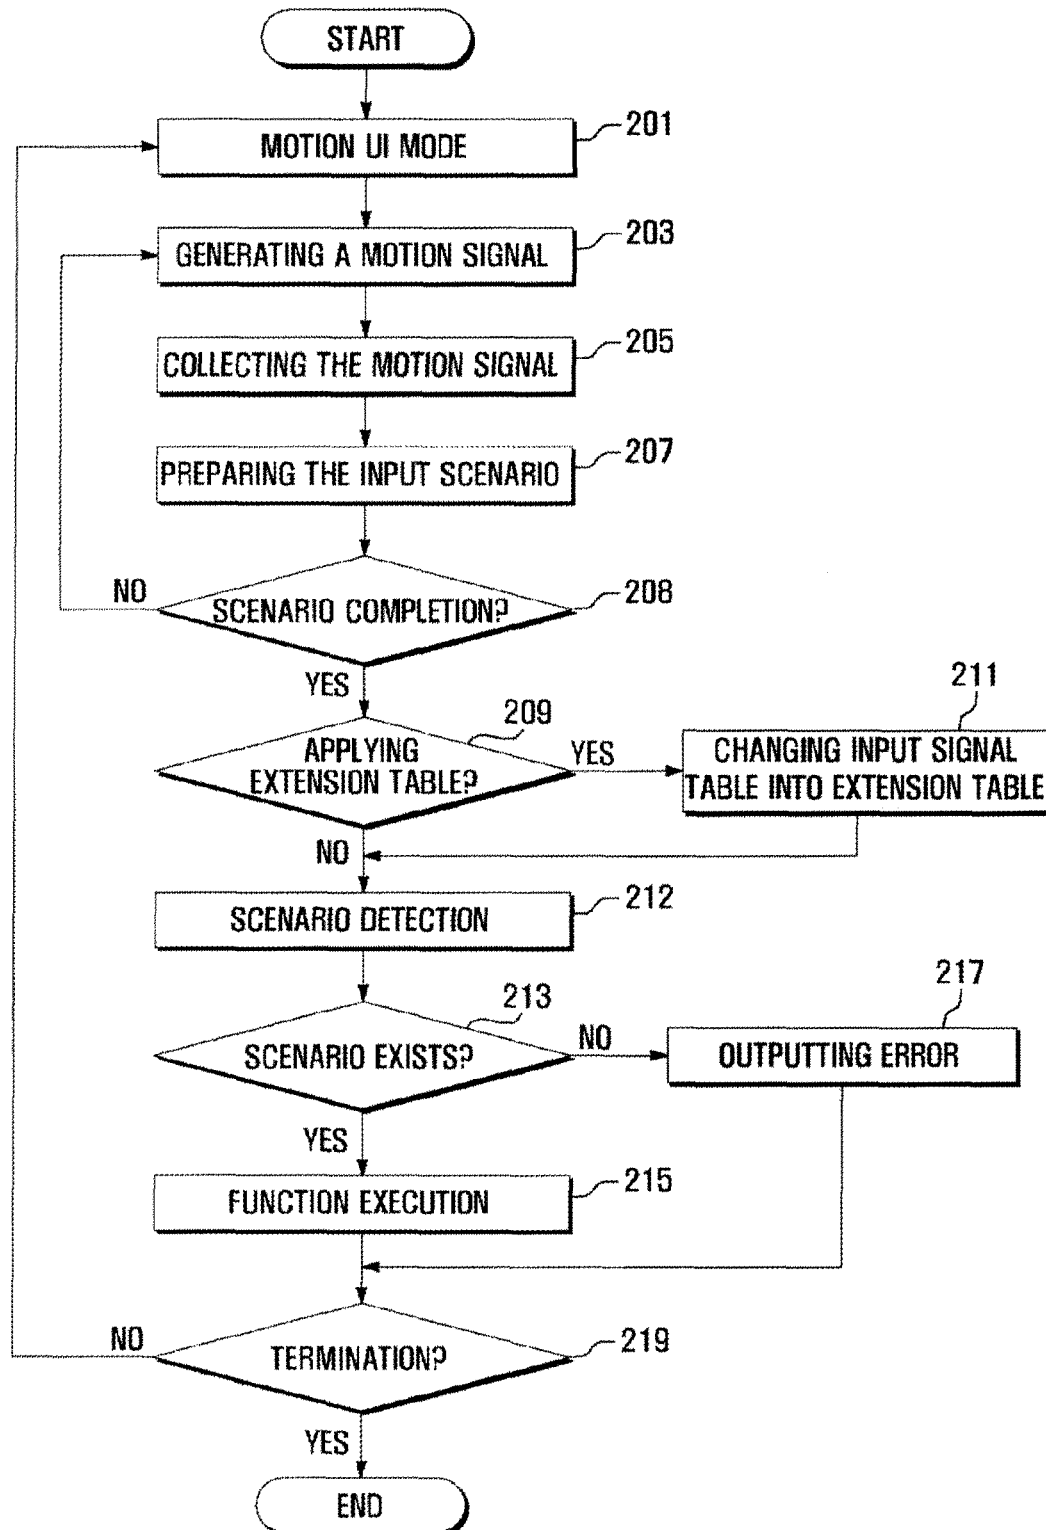 START
201
MOTION UI MODE
203
GENERATING A MOTION SIGNAL
205
COLLECTING THE MOTION SIGNAL
207
PREPARING THE INPUT SCENARIO
NO
SCENARIO COMPLETION?
208
YES
209
APPLYING
EXTENSION TABLE?
YES
211
CHANGING INPUT SIGNAL
TABLE INTO EXTENSION TABLE
NO
212
SCENARIO DETECTION
213
SCENARIO EXISTS?
NO
217
OUTPUTTING ERROR
YES
215
FUNCTION EXECUTION
NO
TERMINATION?
219
YES
END